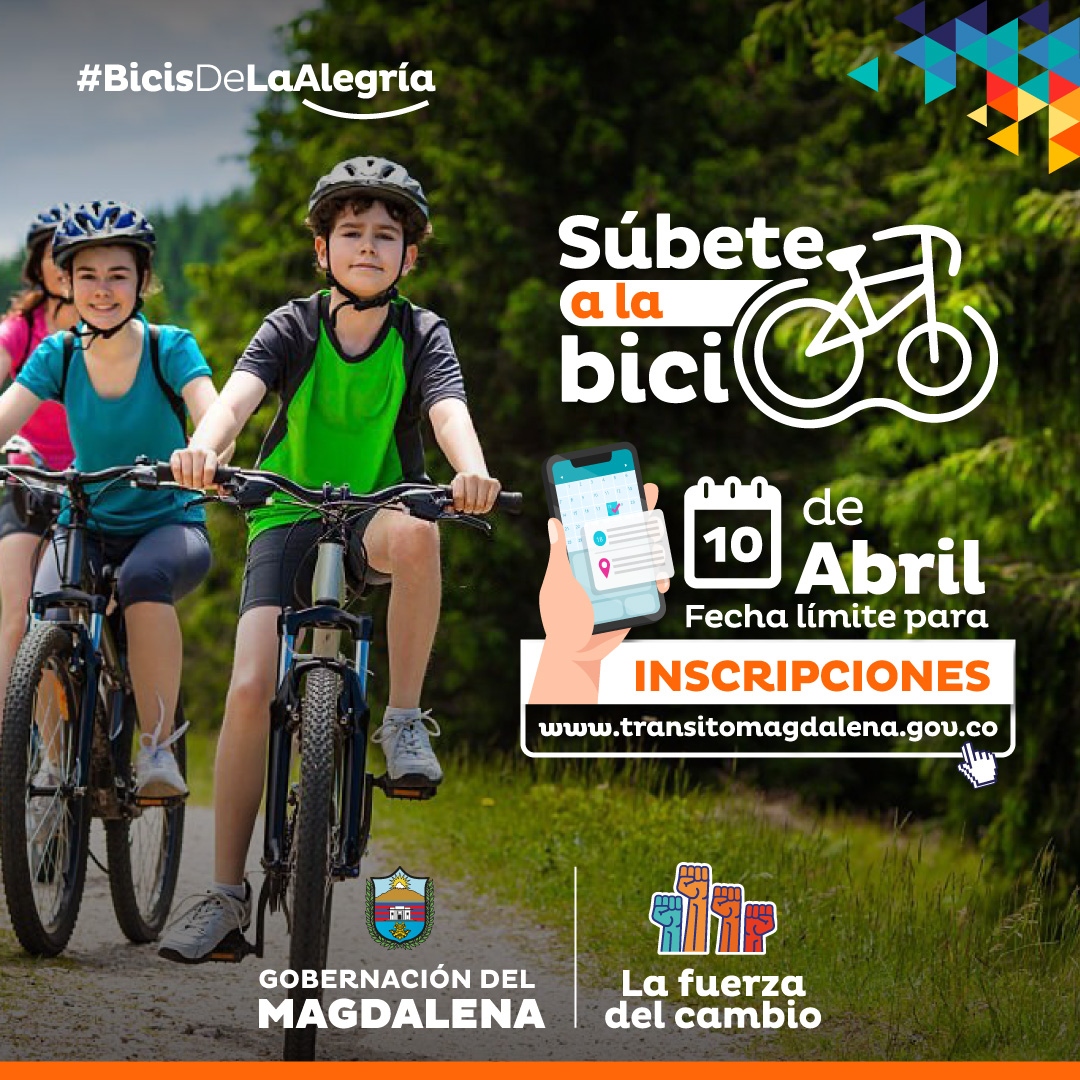 #BicisDeLaAlegría
Súbete
a la
bici
10
de
Abril
Fecha límite para
INSCRIPCIONES
www.transitomagdalena.gov.co
GOBERNACIÓN DEL
MAGDALENA
La fuerza
del cambio